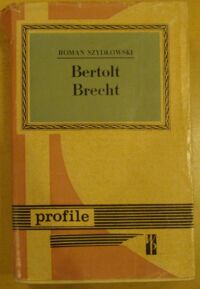 ROMAN SZYDŁOWSKI
Bertolt
Brecht
profile